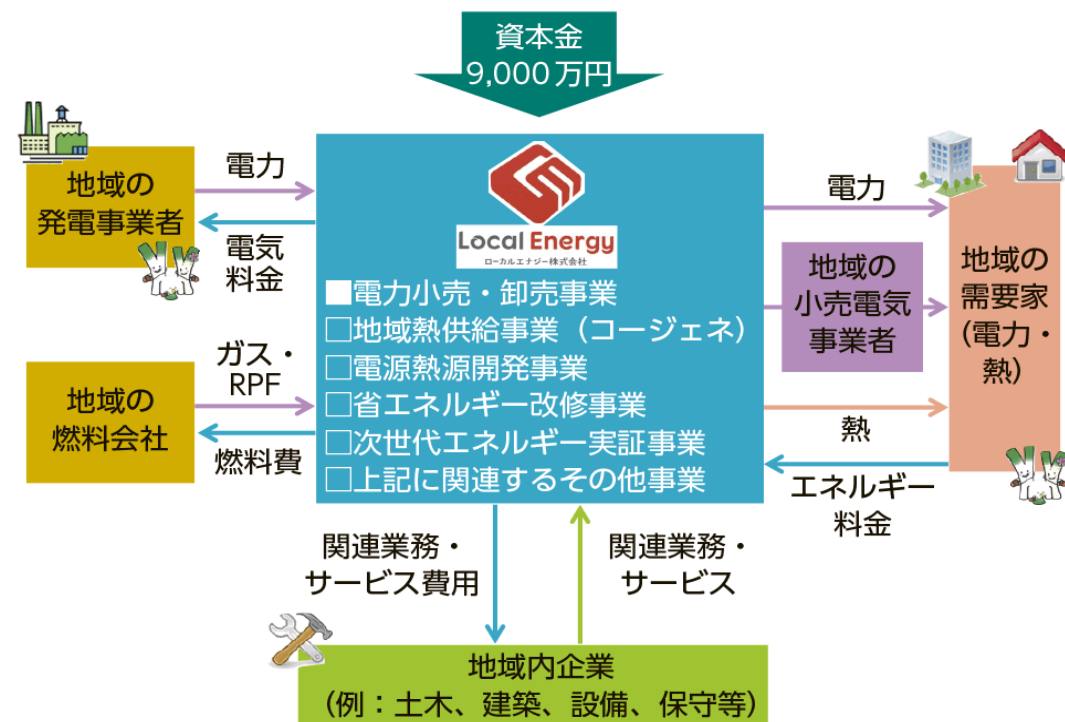 資本金
9,000万円
地域の
発電事業者
電力
電気
料金
地域の
燃料会社
ガス・
RPF
燃料費
Local Energy
ローカルエナジー株式会社
■電力小売・卸売事業
□地域熱供給事業（コージェネ）
□電源熱源開発事業
□省エネルギー改修事業
□次世代エネルギー実証事業
□上記に関連するその他事業
電力
地域の
小売電気
事業者
地域の
需要家
(電力・
熱)
熱
エネルギー
料金
関連業務・
サービス費用
関連業務・
サービス
地域内企業
（例：土木、建築、設備、保守等）